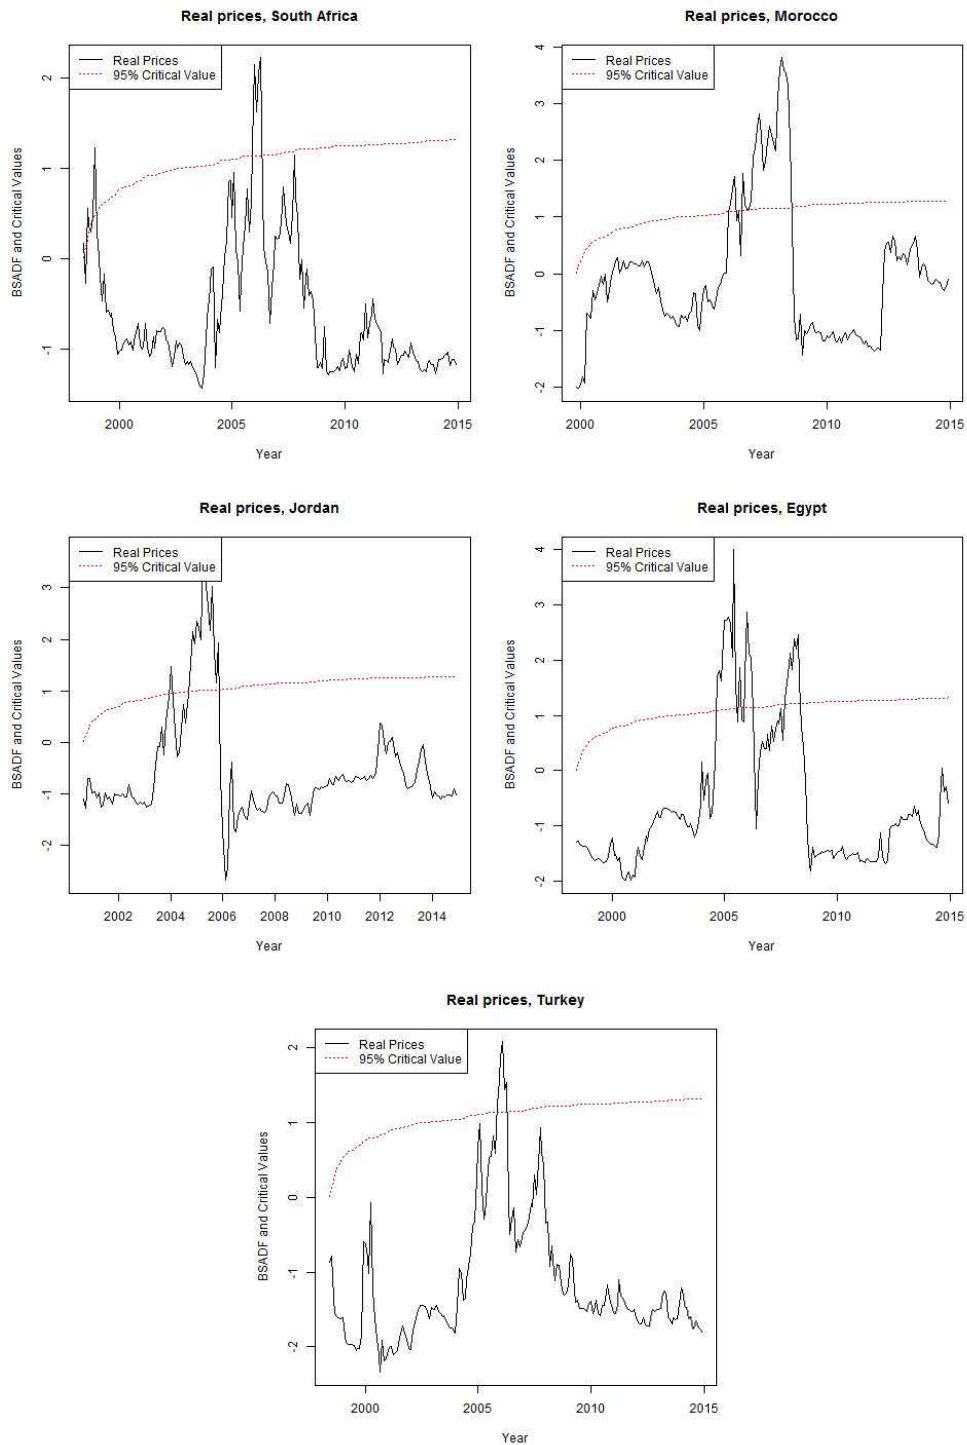 Real prices, South Africa
Real Prices
95% Critical Value
BSADF and Critical Values
2
1
0
-1
2000 2005 2010 2015
Year
Real prices, Morocco
Real Prices
95% Critical Value
BSADF and Critical Values
4
3
2
1
0
-1
-2
2000 2005 2010 2015
Year
Real prices, Jordan
Real Prices
95% Critical Value
BSADF and Critical Values
3
2
1
0
-1
-2
2002 2004 2006 2008 2010 2012 2014
Year
Real prices, Egypt
Real Prices
95% Critical Value
BSADF and Critical Values
4
3
2
1
0
-1
-2
2000 2005 2010 2015
Year
Real prices, Turkey
Real Prices
95% Critical Value
BSADF and Critical Values
2
1
0
-1
-2
2000 2005 2010 2015
Year